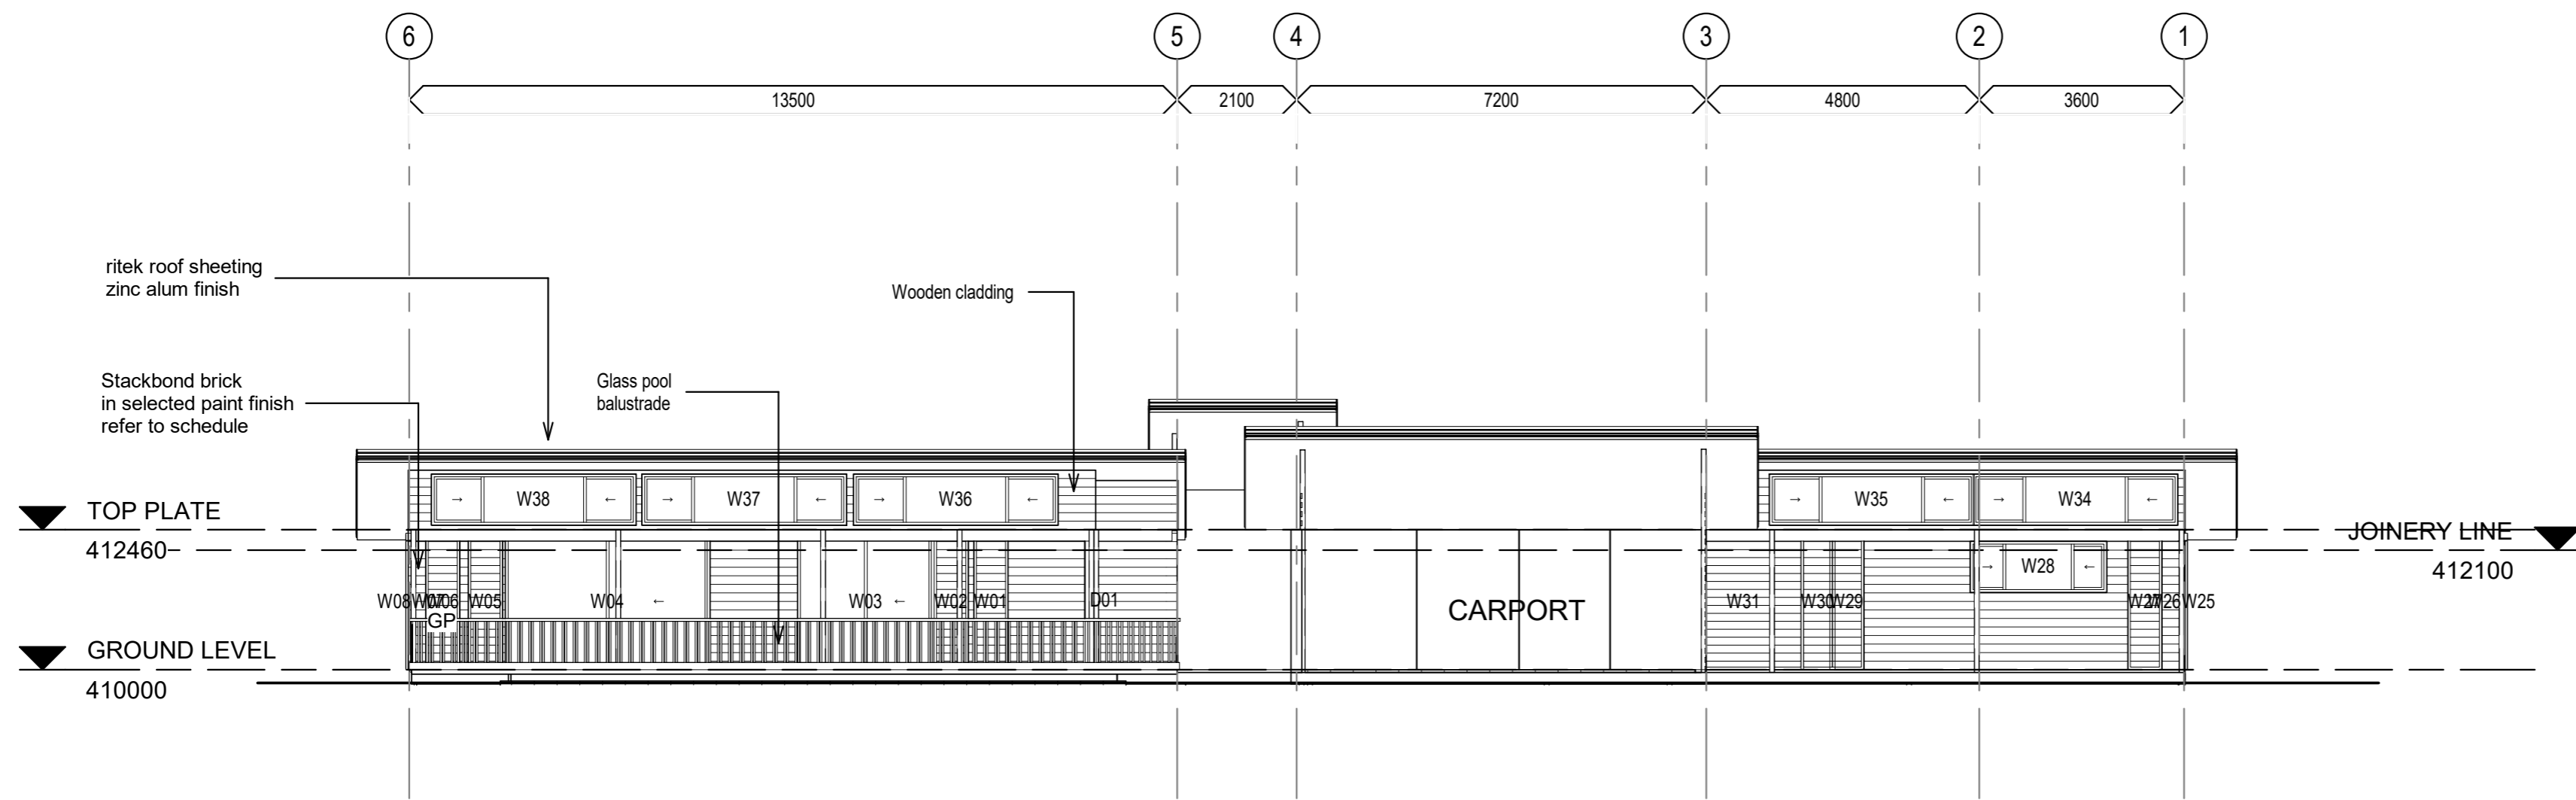 6 5 4 3 2 1
13500 2100 7200 4800 3600
ritek roof sheeting
zinc alum finish
Wooden cladding
Stackbond brick
in selected paint finish
refer to schedule
Glass pool
balustrade
W38 W37 W36 W35 W34
TOP PLATE
412460
JOINERY LINE
412100
W28
W08 W07 W06 W05 W04 W03 W02 W01 D01 W31 W30 W29 W27 W26 W25
GP
CARPORT
GROUND LEVEL
410000